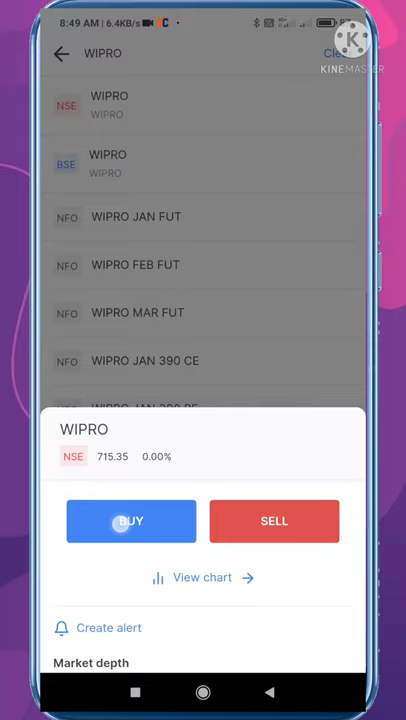 8:49 AM | 6.4KB/s
WIPRO
KINEMASTER
NSE
WIPRO
WIPRO
BSE
WIPRO
WIPRO
NFO WIPRO JAN FUT
NFO WIPRO FEB FUT
NFO WIPRO MAR FUT
NFO WIPRO JAN 390 CE
WIPRO
NSE 715.35 0.00%
BUY SELL
View chart
Create alert
Market depth